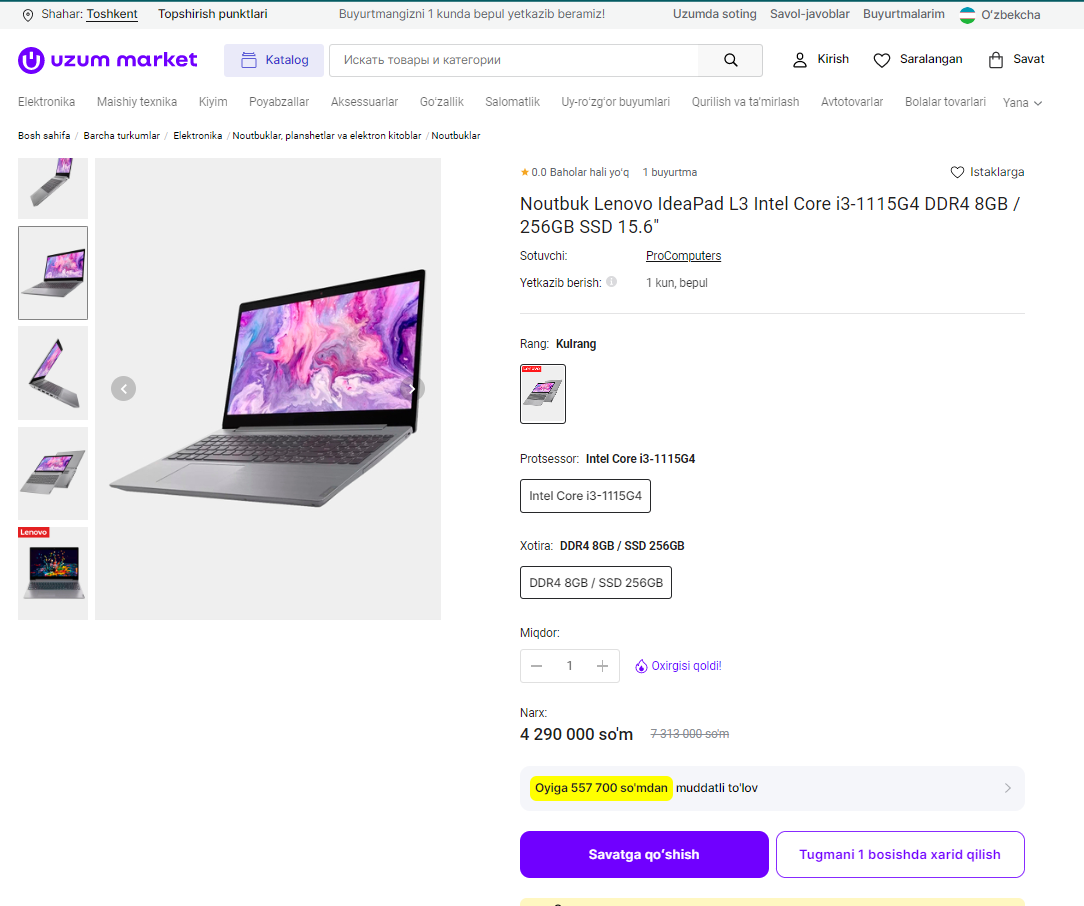 Shahar: Toshkent Topshirish punktlari Buyurtmangizni 1 kunda bepul yetkazib beramiz! Uzumda soting Savol-javoblar Buyurtmalarim O‘zbekcha
uzum market Katalog Искать товары и категории Kirish Saralangan Savat
Elektronika Maishiy texnika Kiyim Poyabzallar Aksessuarlar Go‘zallik Salomatlik Uy-ro‘zg‘or buyumlari Qurilish va ta’mirlash Avtotovarlar Bolalar tovarlari Yana
Bosh sahifa / Barcha turkumlar / Elektronika / Noutbuklar, planshetlar va elektron kitoblar / Noutbuklar
0.0 Baholar hali yo‘q 1 buyurtma Istaklarga
Noutbuk Lenovo IdeaPad L3 Intel Core i3-1115G4 DDR4 8GB /
256GB SSD 15.6"
Sotuvchi: ProComputers
Yetkazib berish: 1 kun, bepul
Rang: Kulrang
Protsessor: Intel Core i3-1115G4
Intel Core i3-1115G4
Xotira: DDR4 8GB / SSD 256GB
DDR4 8GB / SSD 256GB
Lenovo
Miqdor:
1 Oxirgisi qoldi!
Narx:
4 290 000 so'm 7 313 000 so'm
Oyiga 557 700 so'mdan muddatli to'lov
Savatga qo‘shish Tugmani 1 bosishda xarid qilish